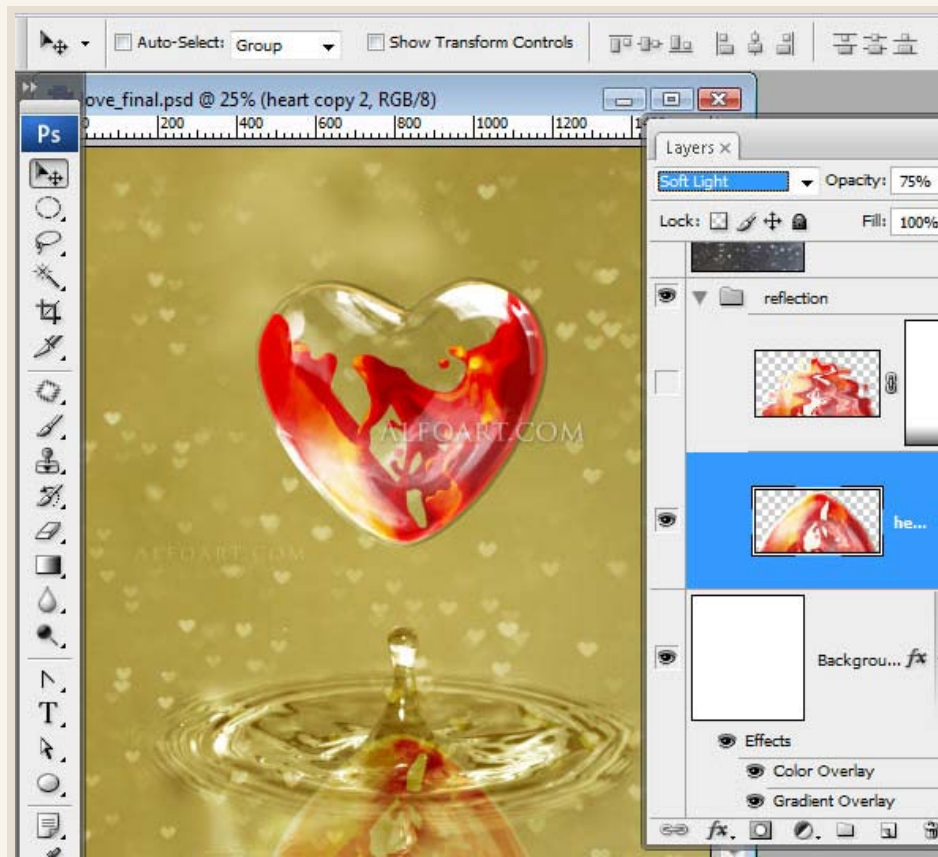 Auto-Select: Group Show Transform Controls
ove_final.psd @ 25% (heart copy 2, RGB/8)
Ps
200 400 600 800 1000 1200
Layers
Soft Light Opacity: 75%
Lock: Fill: 100%
reflection
ALFOART.COM
he...
ALFOART.COM
Backgrou... fx
T
Effects
Color Overlay
Gradient Overlay
fx.